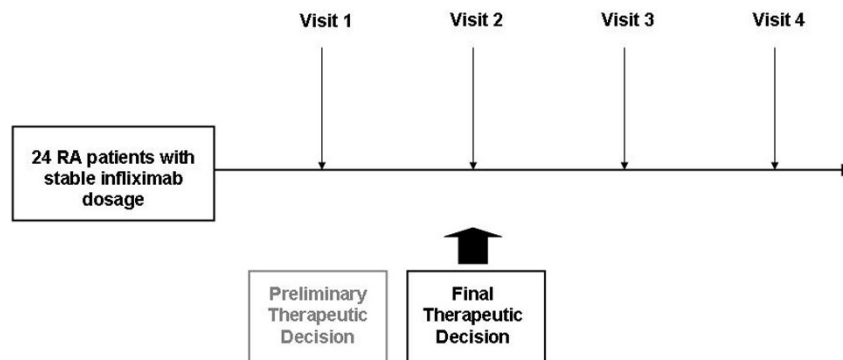 Visit 1 Visit 2 Visit 3 Visit 4
24 RA patients with
stable infliximab
dosage
Preliminary
Therapeutic
Decision
Final
Therapeutic
Decision